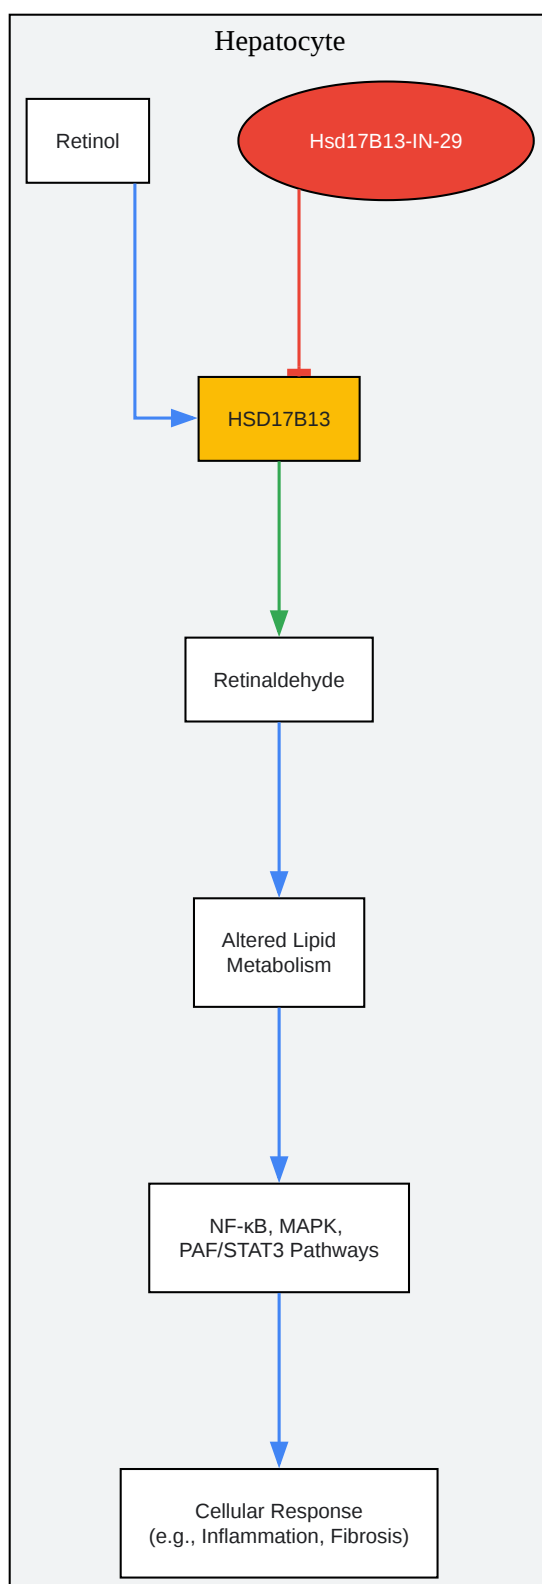 Hepatocyte
Retinol
Hsd17B13-IN-29
HSD17B13
Retinaldehyde
Altered Lipid
Metabolism
NF-κB, MAPK,
PAF/STAT3 Pathways
Cellular Response
(e.g., Inflammation, Fibrosis)